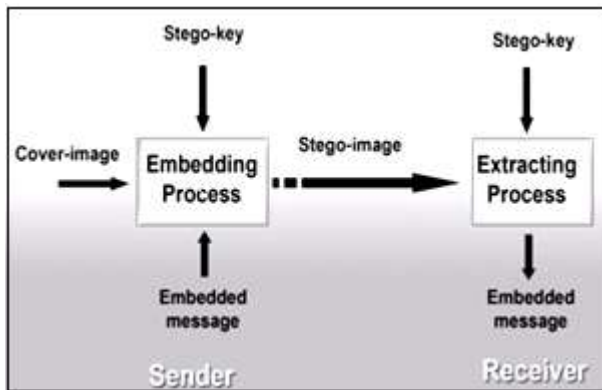 Stego-key
Stego-key
Cover-image
Embedding
Process
Stego-image
Extracting
Process
Embedded
message
Embedded
message
Sender
Receiver